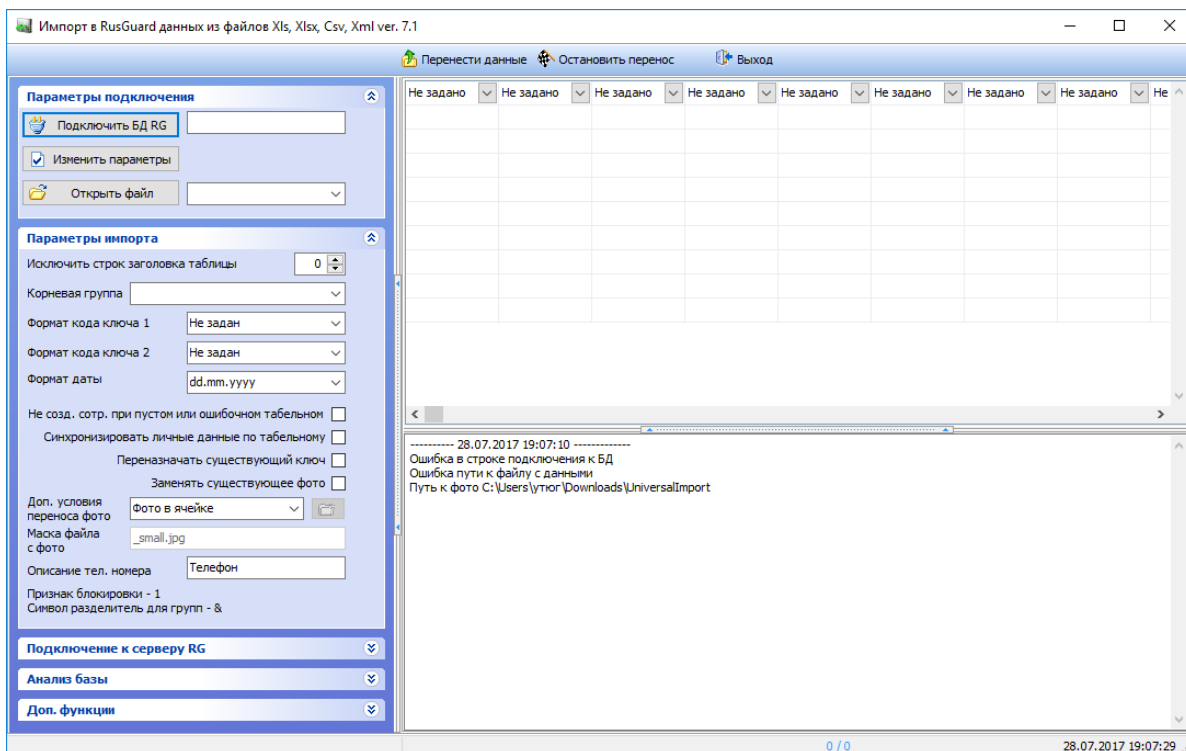 Импорт в RusGuard данных из файлов Xls, Xlsx, Csv, Xml ver. 7.1
Перенести данные Остановить перенос Выход
Параметры подключения
Подключить БД RG
Изменить параметры
Открыть файл
Параметры импорта
Исключить строк заголовка таблицы 0
Корневая группа
Формат кода ключа 1 Не задан
Формат кода ключа 2 Не задан
Формат даты dd.mm.yyyy
Не созд. сотр. при пустом или ошибочном табельном
Синхронизировать личные данные по табельному
Переназначать существующий ключ
Заменять существующее фото
Доп. условия
переноса фото
Фото в ячейке
Маска файла
с фото
_small.jpg
Описание тел. номера Телефон
Признак блокировки - 1
Символ разделитель для групп - &
Подключение к серверу RG
Анализ базы
Доп. функции
Не задано Не задано Не задано Не задано Не задано Не задано Не задано Не задано Не
---------- 28.07.2017 19:07:10 -------------
Ошибка в строке подключения к БД
Ошибка пути к файлу с данными
Путь к фото C:\Users\утюг\Downloads\UniversalImport
0 / 0 28.07.2017 19:07:29